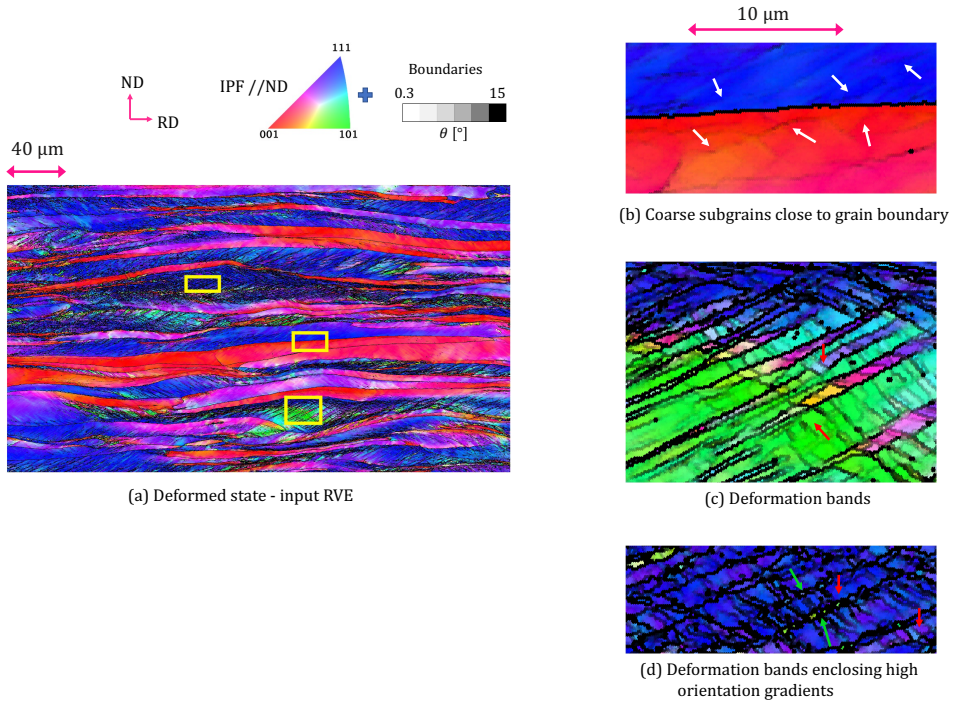 10 μm
111
ND
IPF //ND
Boundaries
0.3
15
RD
001
101
θ [°]
40 μm
(b) Coarse subgrains close to grain boundary
(a) Deformed state - input RVE
(c) Deformation bands
(d) Deformation bands enclosing high
orientation gradients